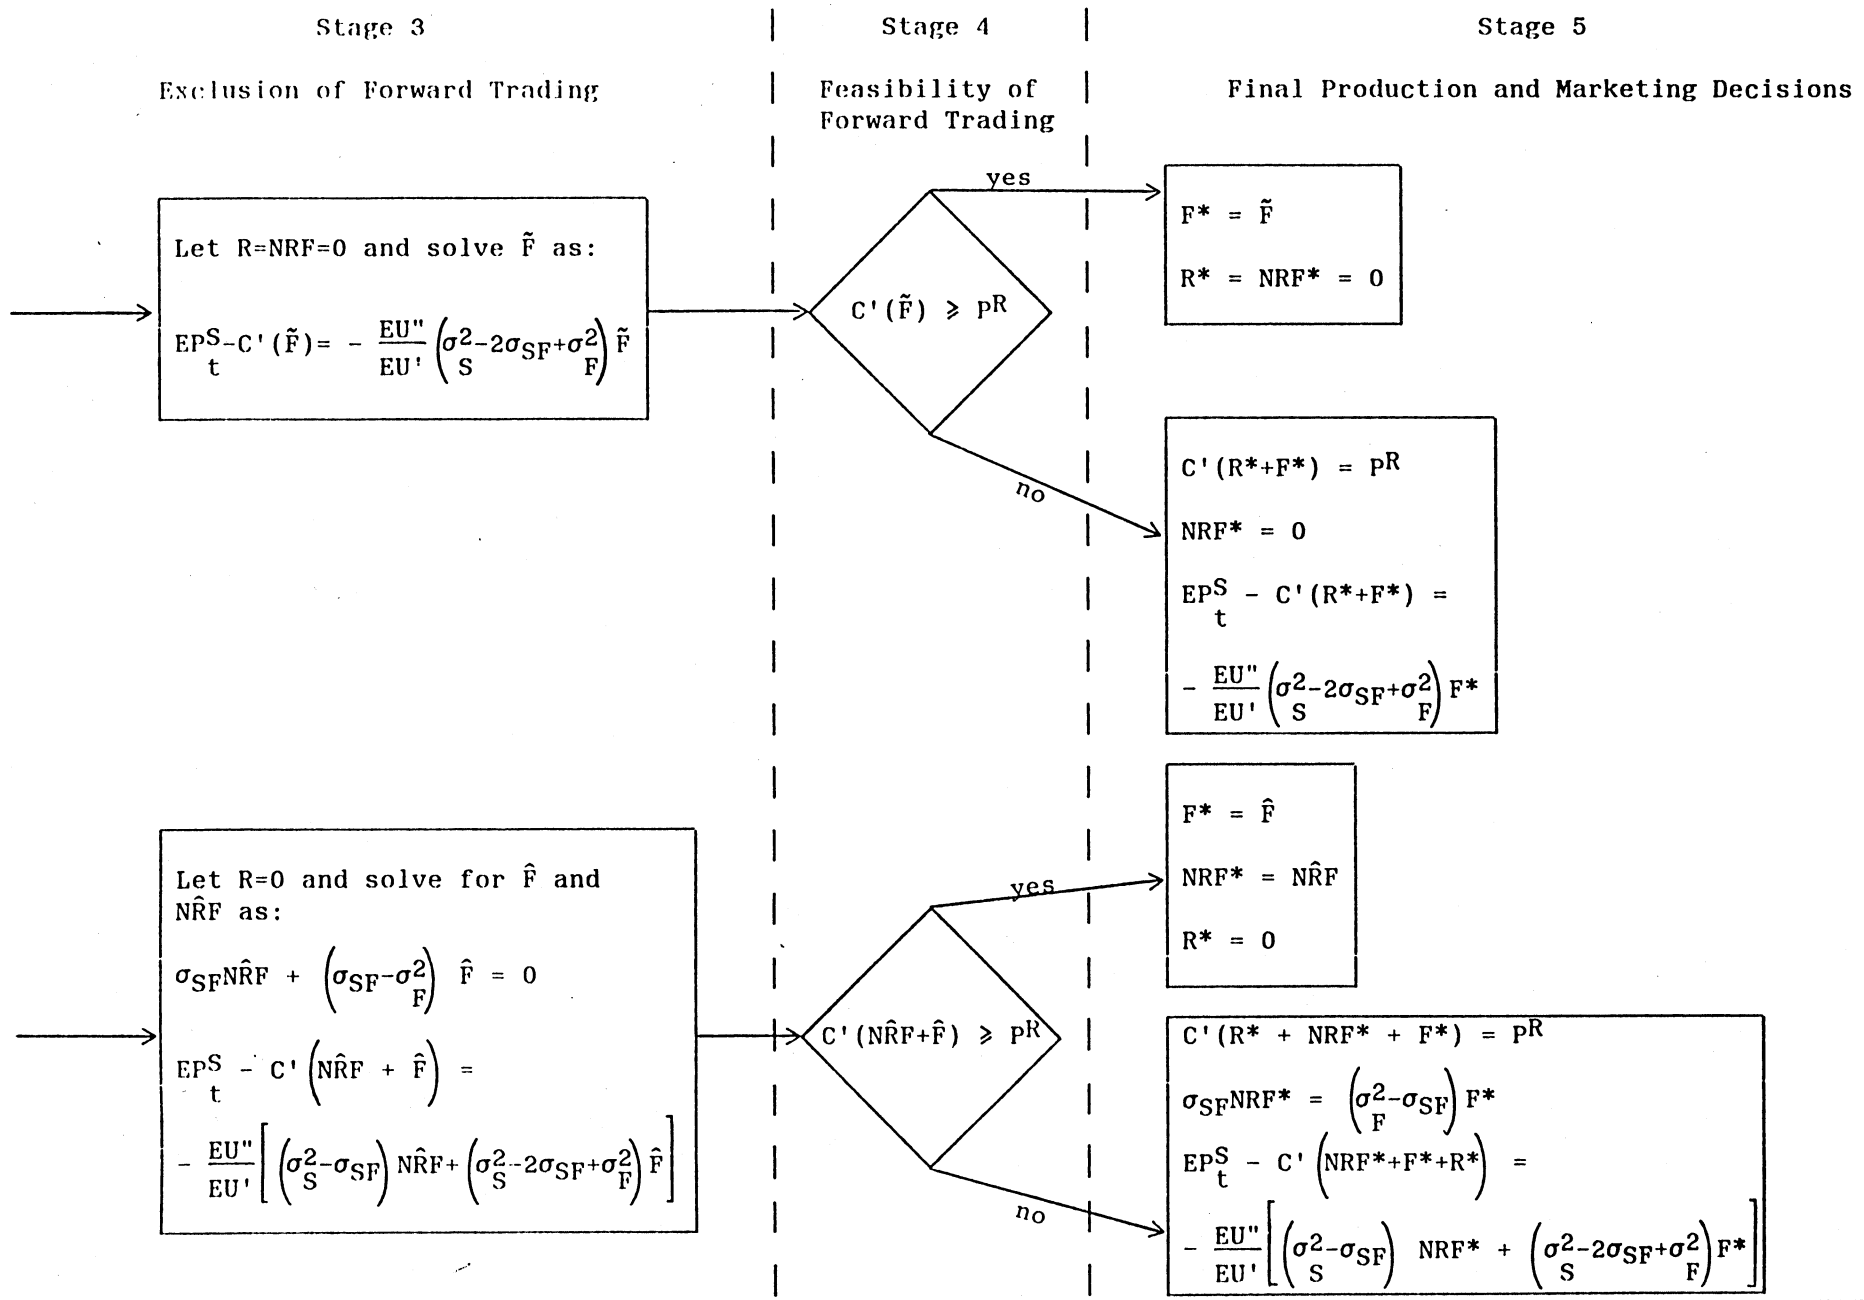 Stage 3
Exclusion of Forward Trading
Let R=NRF=0 and solve F̃ as:
EP^S_t-C'(F̃)= - EU"/EU' (σ²_S-2σ_SF+σ²_F) F̃
Let R=0 and solve for F̂ and
NR̂F as:
σ_SF NR̂F + (σ_SF-σ²_F) F̂ = 0
EP^S_t - C' (NR̂F + F̂) =
- EU"/EU' [(σ²_S-σ_SF) NR̂F+ (σ²_S-2σ_SF+σ²_F) F̂]
Stage 4
Feasibility of
Forward Trading
C'(F̃) ⩾ P^R
yes
no
C'(NR̂F+F̂) ⩾ P^R
yes
no
Stage 5
Final Production and Marketing Decisions
F* = F̃
R* = NRF* = 0
C'(R*+F*) = P^R
NRF* = 0
EP^S_t - C'(R*+F*) =
- EU"/EU' (σ²_S-2σ_SF+σ²_F) F*
F* = F̂
NRF* = NR̂F
R* = 0
C'(R* + NRF* + F*) = P^R
σ_SF NRF* = (σ²_F-σ_SF) F*
EP^S_t - C' (NRF*+F*+R*) =
- EU"/EU' [(σ²_S-σ_SF) NRF* + (σ²_S-2σ_SF+σ²_F) F*]